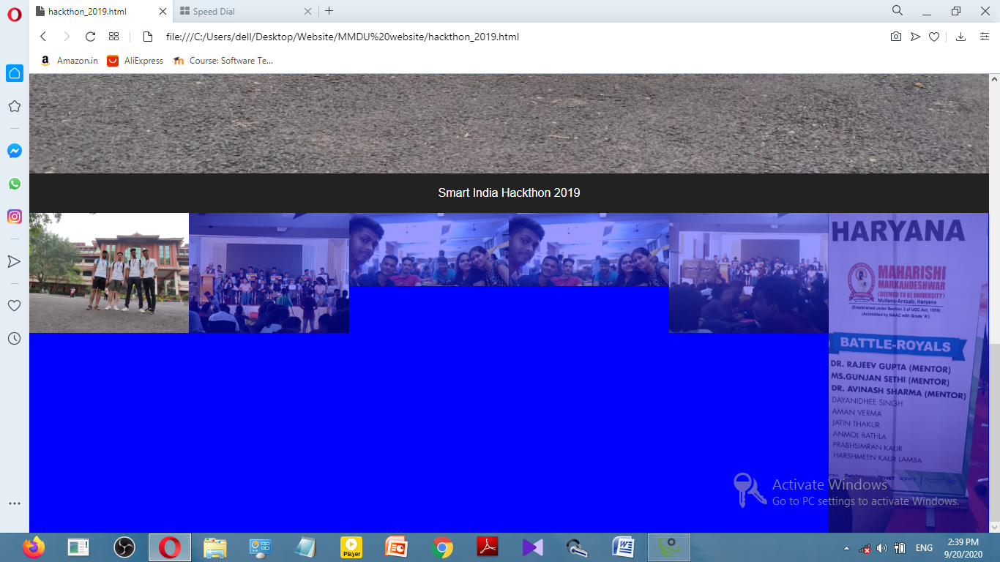 hackthon_2019.html
Speed Dial
file:///C:/Users/dell/Desktop/Website/MMDU%20website/hackthon_2019.html
Amazon.in
AliExpress
Course: Software Te...
Smart India Hackthon 2019
HARYANA
MAHARISHI
MARKANDESHWAR
(DEEMED TO BE UNIVERSITY)
Mullana-Ambala, Haryana
(Established under Section 3 of UGC Act, 1956)
(Accredited by NAAC with Grade 'A')
BATTLE-ROYALS
DR. RAJEEV GUPTA (MENTOR)
MS.GUNJAN SETHI (MENTOR)
DR. AVINASH SHARMA (MENTOR)
DAYANIDHEE SINGH
AMAN VERMA
JATIN THAKUR
ANMOL BATHLA
PRABHSIMRAN KAUR
HARSHMEEN KAUR LAMBA
Activate Windows
Go to PC settings to activate Windows.
Player
ENG
2:39 PM
9/20/2020